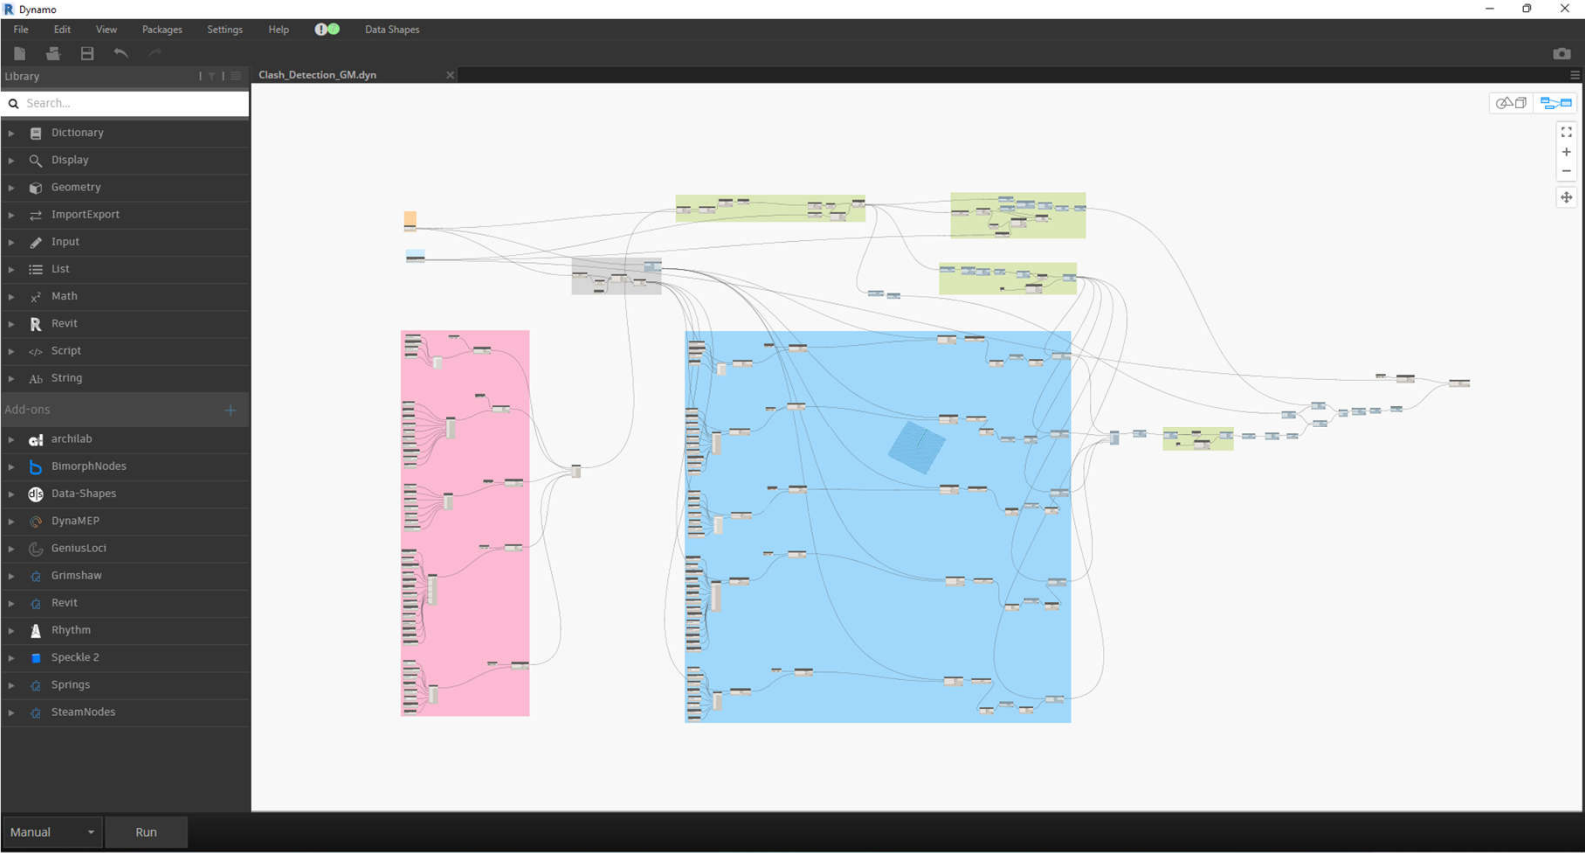 Dynamo
File Edit View Packages Settings Help Data Shapes
Library
Clash_Detection_GM.dyn
Search...
Dictionary
Display
Geometry
ImportExport
Input
List
Math
Revit
Script
String
Add-ons
archilab
BimorphNodes
Data-Shapes
DynaMEP
GeniusLoci
Grimshaw
Revit
Rhythm
Speckle 2
Springs
SteamNodes
Manual Run